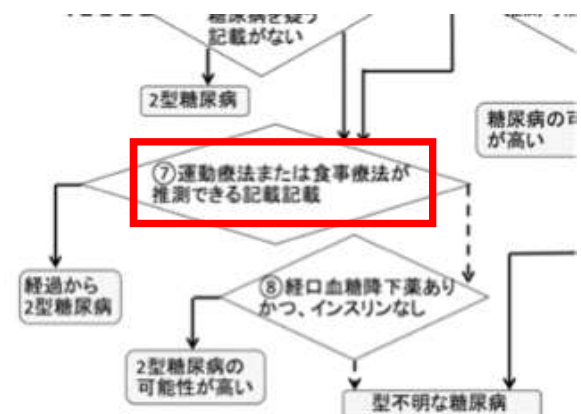 糖尿病を疑う
記載がない
2型糖尿病
糖尿病の
が高い
⑦運動療法または食事療法が
推測できる記載記載
経過から
2型糖尿病
⑧経口血糖降下薬あり
かつ、インスリンなし
2型糖尿病の
可能性が高い
型不明な糖尿病